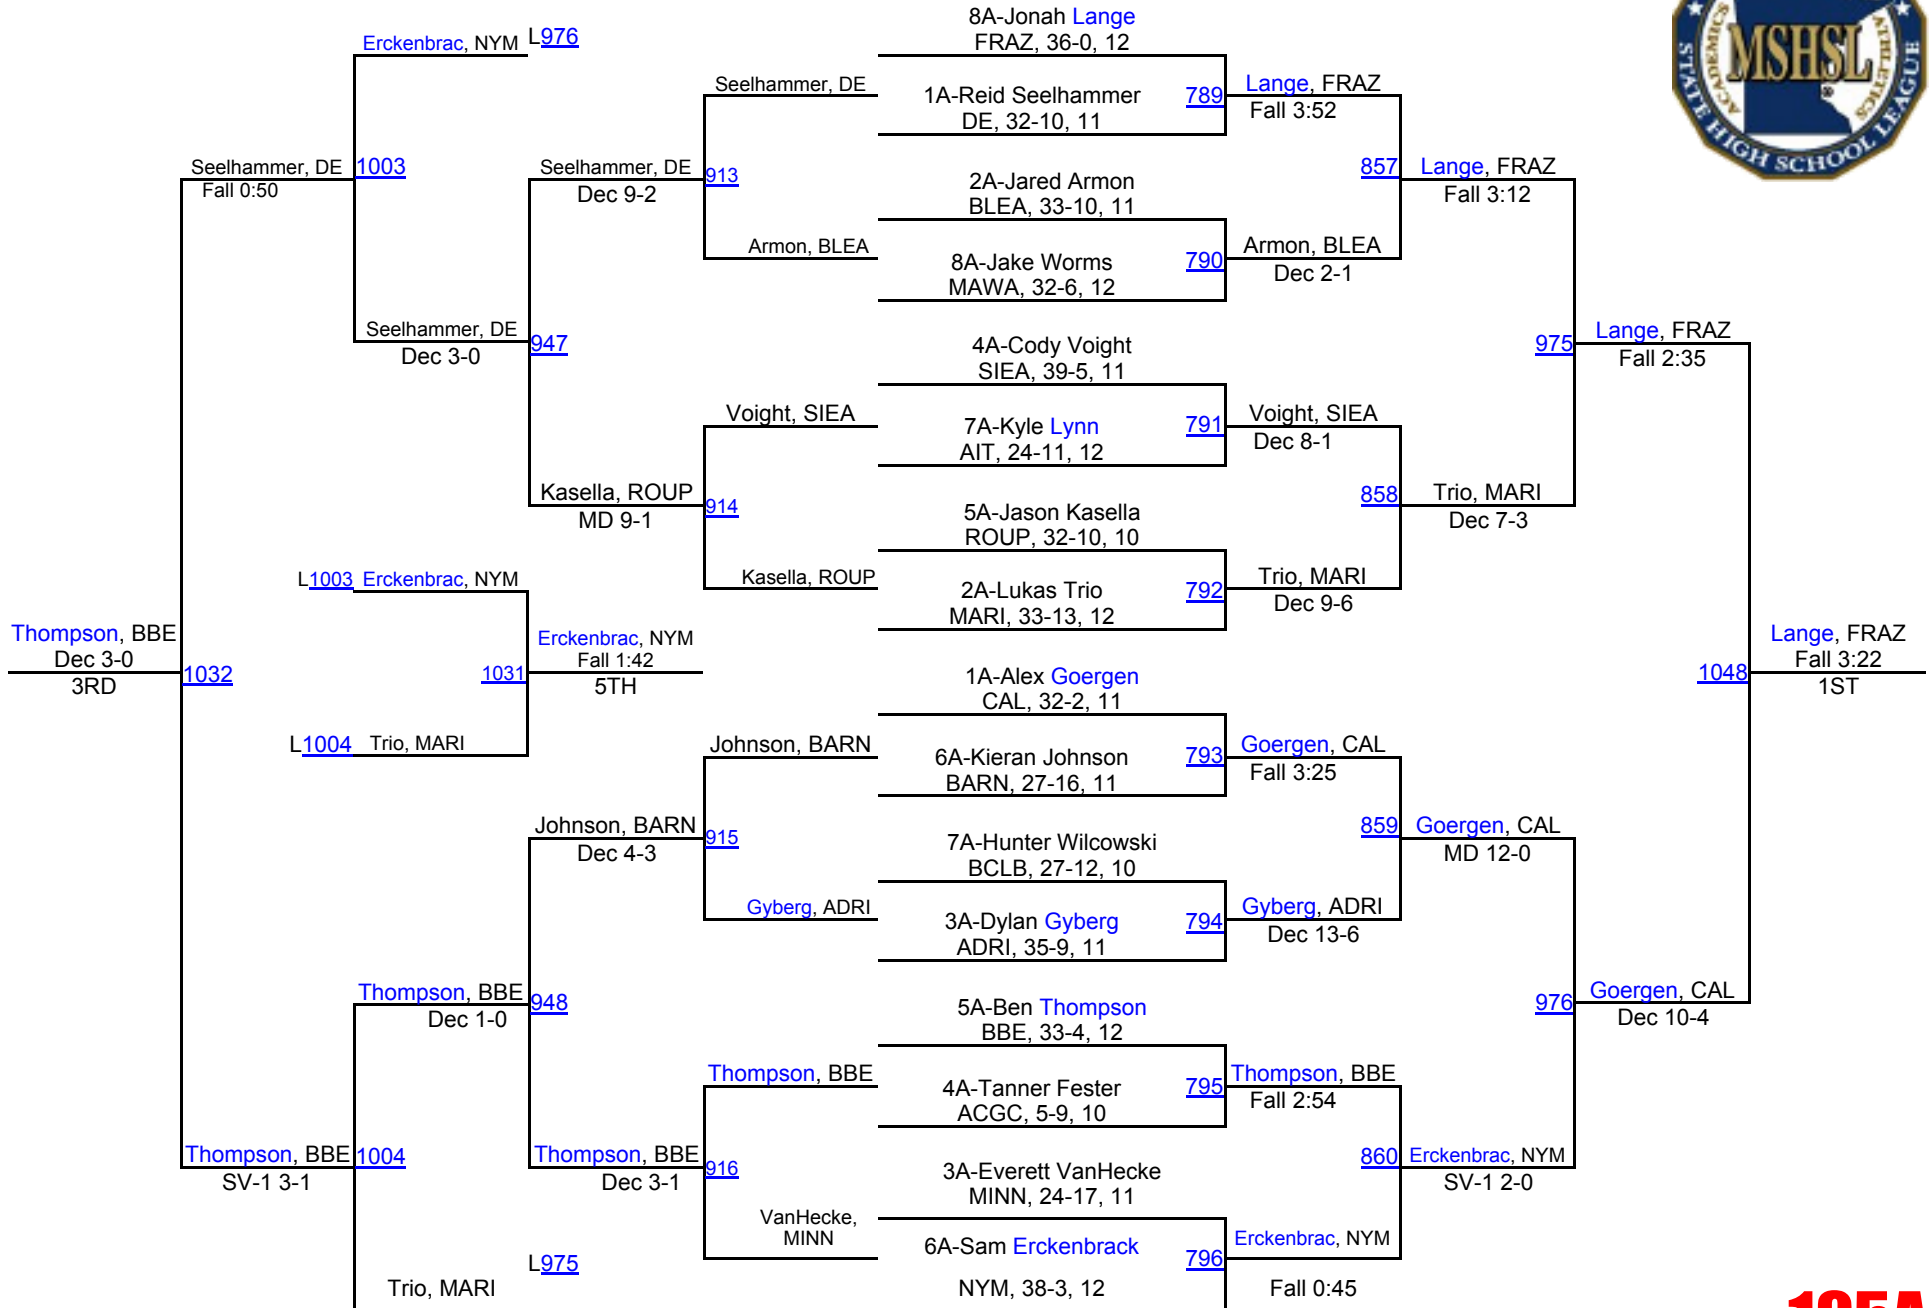 8A-Jonah Lange
FRAZ, 36-0, 12
1A-Reid Seelhammer
DE, 32-10, 11
2A-Jared Armon
BLEA, 33-10, 11
8A-Jake Worms
MAWA, 32-6, 12
4A-Cody Voight
SIEA, 39-5, 11
7A-Kyle Lynn
AIT, 24-11, 12
5A-Jason Kasella
ROUP, 32-10, 10
2A-Lukas Trio
MARI, 33-13, 12
1A-Alex Goergen
CAL, 32-2, 11
6A-Kieran Johnson
BARN, 27-16, 11
7A-Hunter Wilcowski
BCLB, 27-12, 10
3A-Dylan Gyberg
ADRI, 35-9, 11
5A-Ben Thompson
BBE, 33-4, 12
4A-Tanner Fester
ACGC, 5-9, 10
3A-Everett VanHecke
MINN, 24-17, 11
6A-Sam Erckenbrack
NYM, 38-3, 12
789
Lange, FRAZ
Fall 3:52
790
Armon, BLEA
Dec 2-1
791
Voight, SIEA
Dec 8-1
792
Trio, MARI
Dec 9-6
793
Goergen, CAL
Fall 3:25
794
Gyberg, ADRI
Dec 13-6
795
Thompson, BBE
Fall 2:54
796
Erckenbrac, NYM
Fall 0:45
857
Lange, FRAZ
Fall 3:12
858
Trio, MARI
Dec 7-3
859
Goergen, CAL
MD 12-0
860
Erckenbrac, NYM
SV-1 2-0
975
Lange, FRAZ
Fall 2:35
976
Goergen, CAL
Dec 10-4
1048
Lange, FRAZ
Fall 3:22
1ST
Seelhammer, DE
Armon, BLEA
913
Seelhammer, DE
Dec 9-2
Voight, SIEA
Kasella, ROUP
914
Kasella, ROUP
MD 9-1
Johnson, BARN
Gyberg, ADRI
915
Johnson, BARN
Dec 4-3
Thompson, BBE
VanHecke,
MINN
916
Thompson, BBE
Dec 3-1
947
Seelhammer, DE
Dec 3-0
948
Thompson, BBE
Dec 1-0
L976
Erckenbrac, NYM
1003
Seelhammer, DE
Fall 0:50
L975
Trio, MARI
1004
Thompson, BBE
SV-1 3-1
L1003 Erckenbrac, NYM
L1004 Trio, MARI
1031
Erckenbrac, NYM
Fall 1:42
5TH
1032
Thompson, BBE
Dec 3-0
3RD
MSHSL
ACADEMICS
ATHLETICS
STATE HIGH SCHOOL LEAGUE